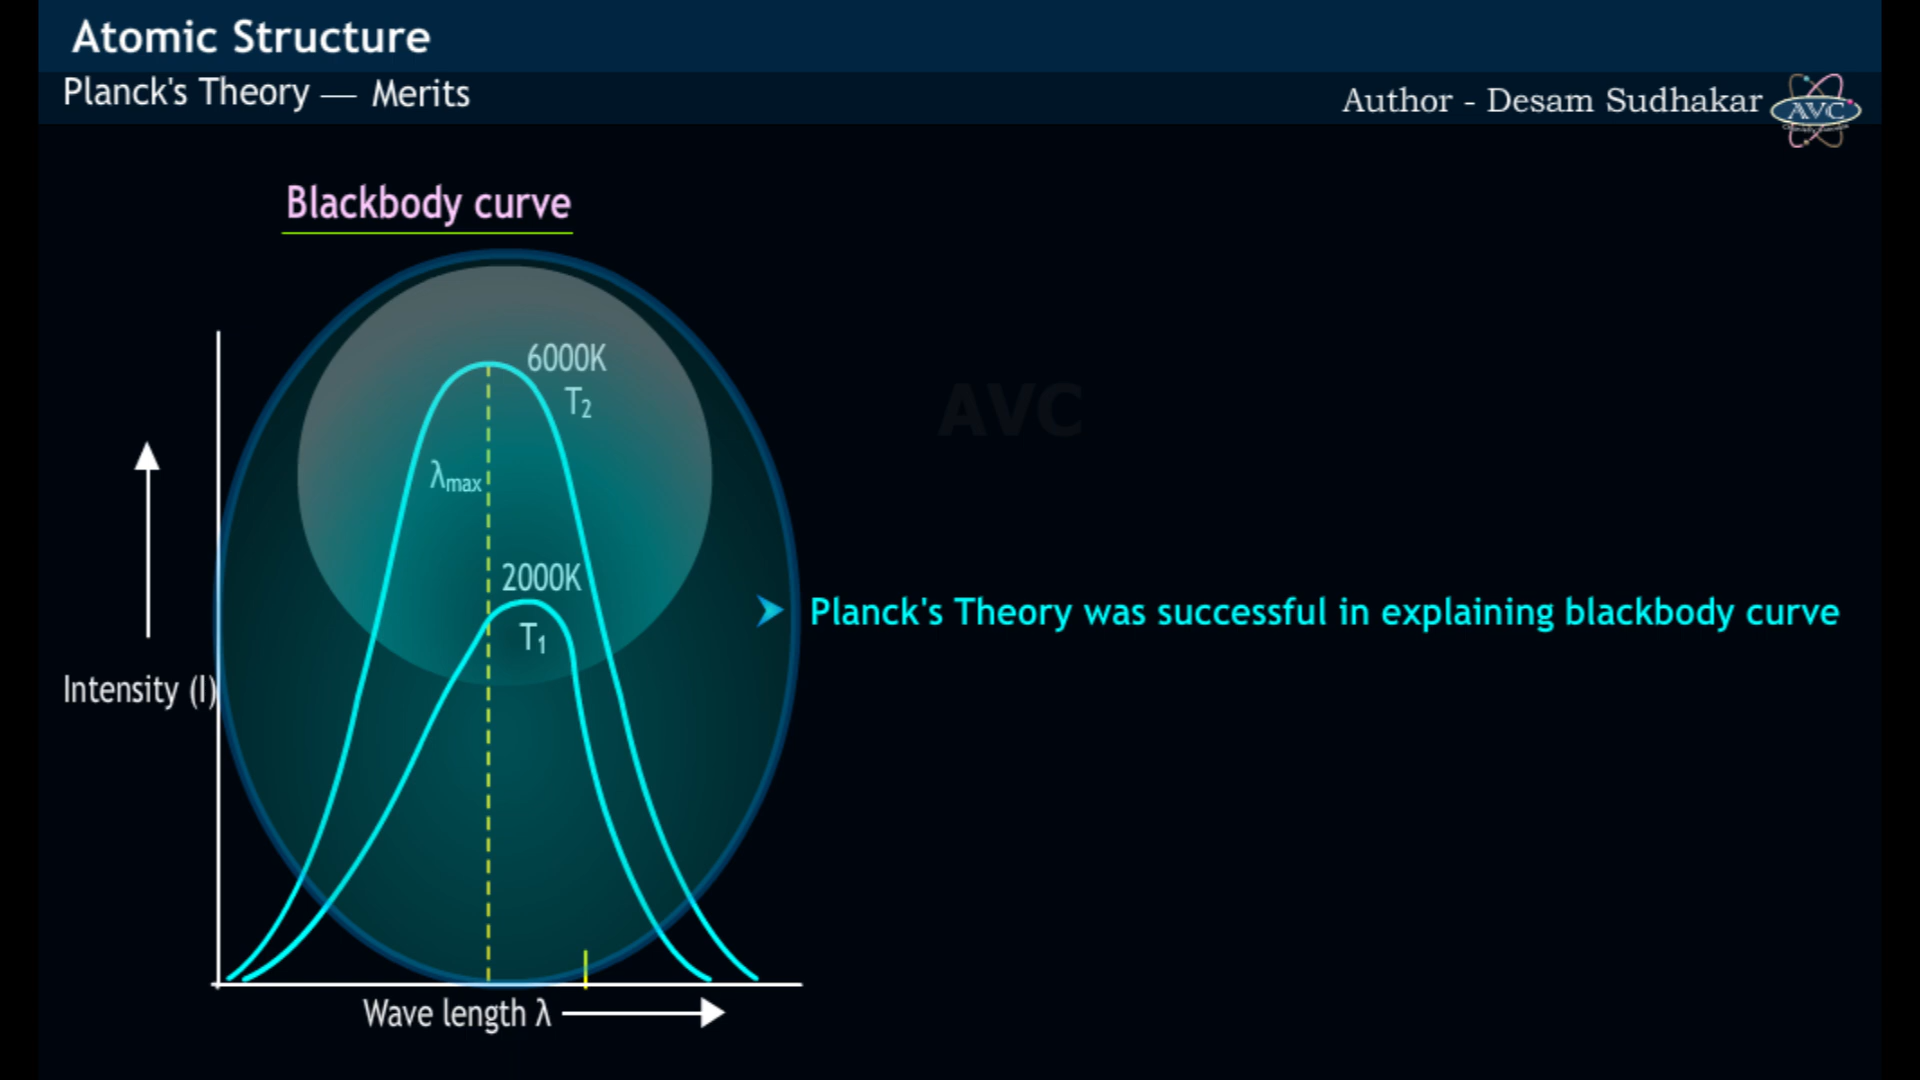 Atomic Structure
Planck's Theory — Merits
Author - Desam Sudhakar
AVC
Blackbody curve
6000K
T₂
AVC
λmax
2000K
T₁
Planck's Theory was successful in explaining blackbody curve
Intensity (I)
Wave length λ